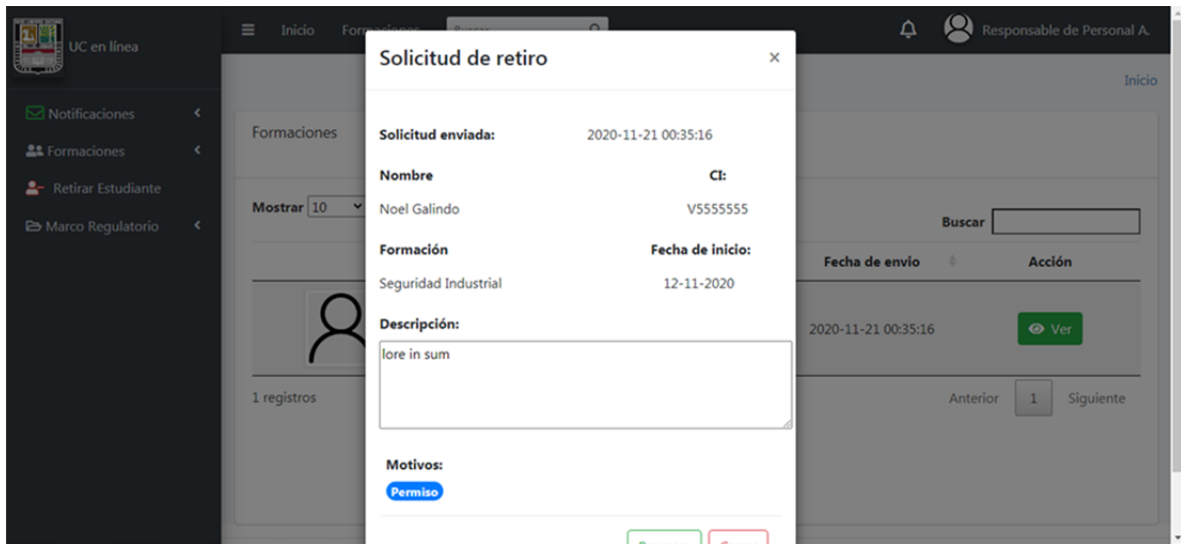 UC en línea
Inicio
Responsable de Personal A.
Inicio
Notificaciones
Formaciones
Retirar Estudiante
Marco Regulatorio
Formaciones
Mostrar 10
Buscar
Fecha de envio Acción
2020-11-21 00:35:16 Ver
1 registros
Anterior 1 Siguiente
Solicitud de retiro ×
Solicitud enviada: 2020-11-21 00:35:16
Nombre CI:
Noel Galindo V5555555
Formación Fecha de inicio:
Seguridad Industrial 12-11-2020
Descripción:
lore in sum
Motivos:
Permiso